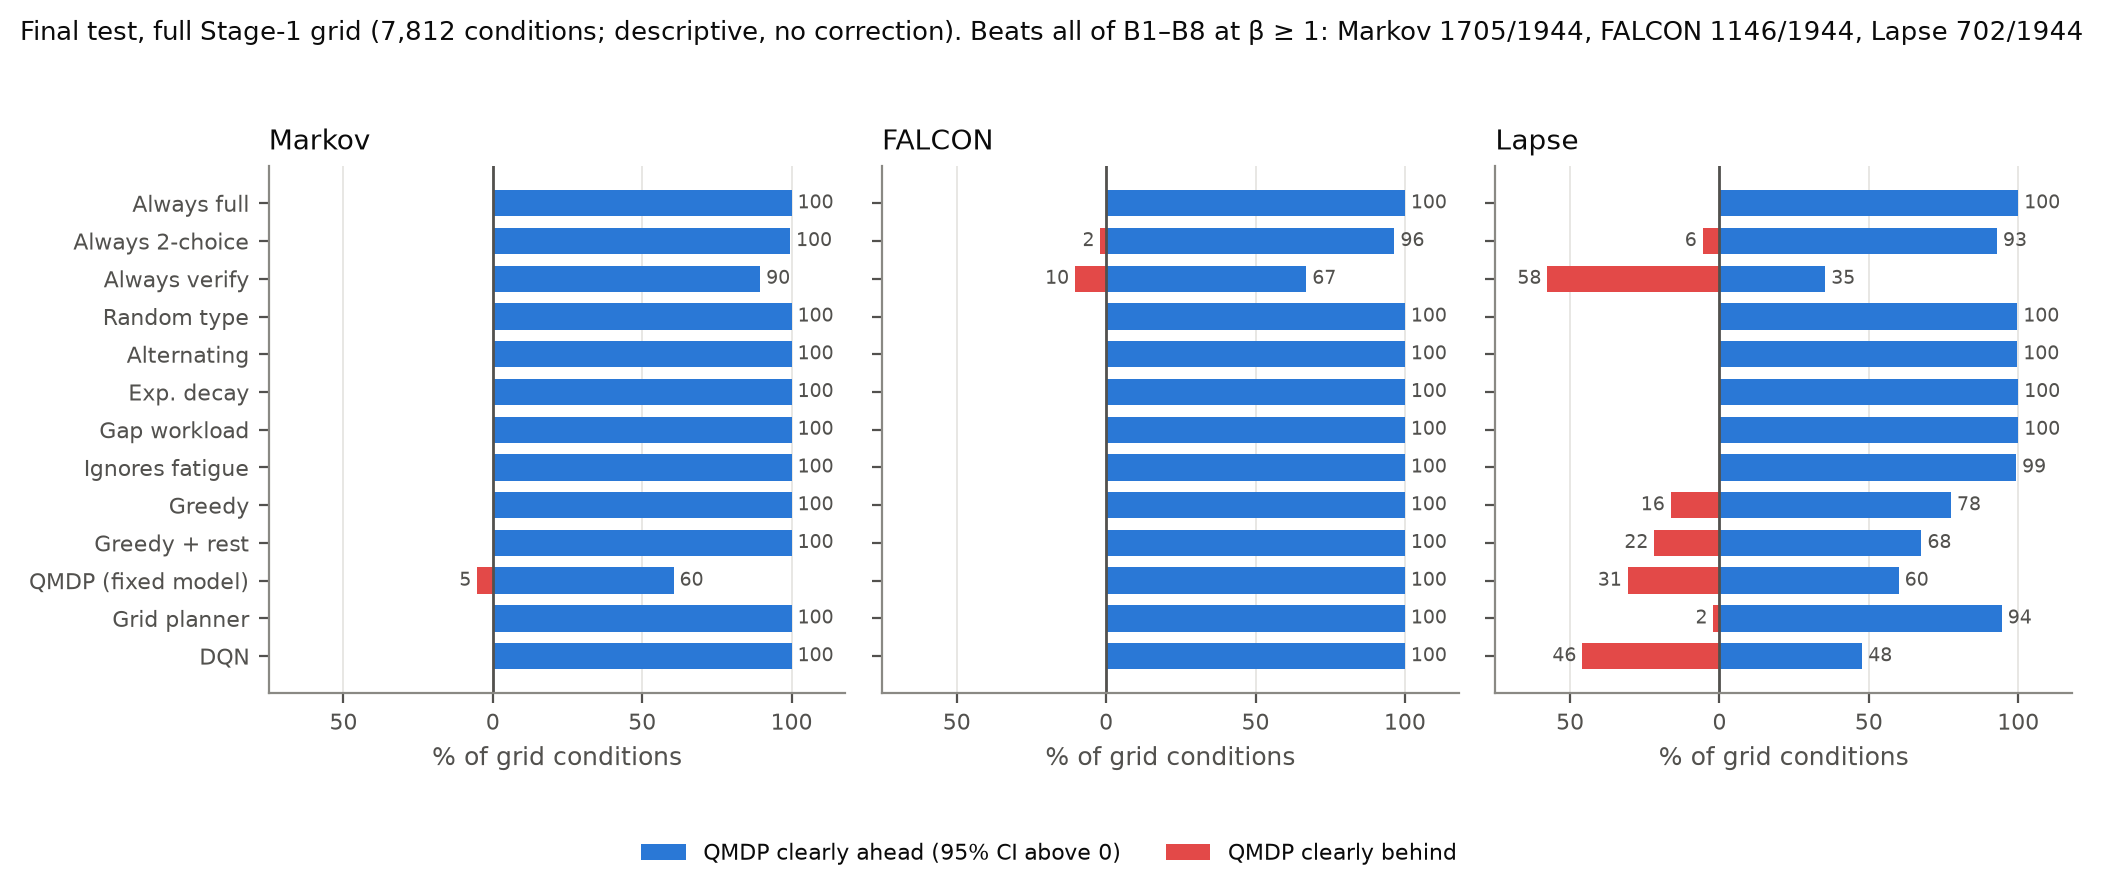 Final test, full Stage-1 grid (7,812 conditions; descriptive, no correction). Beats all of B1–B8 at β ≥ 1: Markov 1705/1944, FALCON 1146/1944, Lapse 702/1944
Markov
FALCON
Lapse
Always full
100
100
100
Always 2-choice
100
2
96
6
93
Always verify
90
10
67
58
35
Random type
100
100
100
Alternating
100
100
100
Exp. decay
100
100
100
Gap workload
100
100
100
Ignores fatigue
100
100
99
Greedy
100
100
16
78
Greedy + rest
100
100
22
68
QMDP (fixed model)
5
60
100
31
60
Grid planner
100
100
2
94
DQN
100
100
46
48
50 0 50 100
50 0 50 100
50 0 50 100
% of grid conditions
% of grid conditions
% of grid conditions
QMDP clearly ahead (95% CI above 0)
QMDP clearly behind